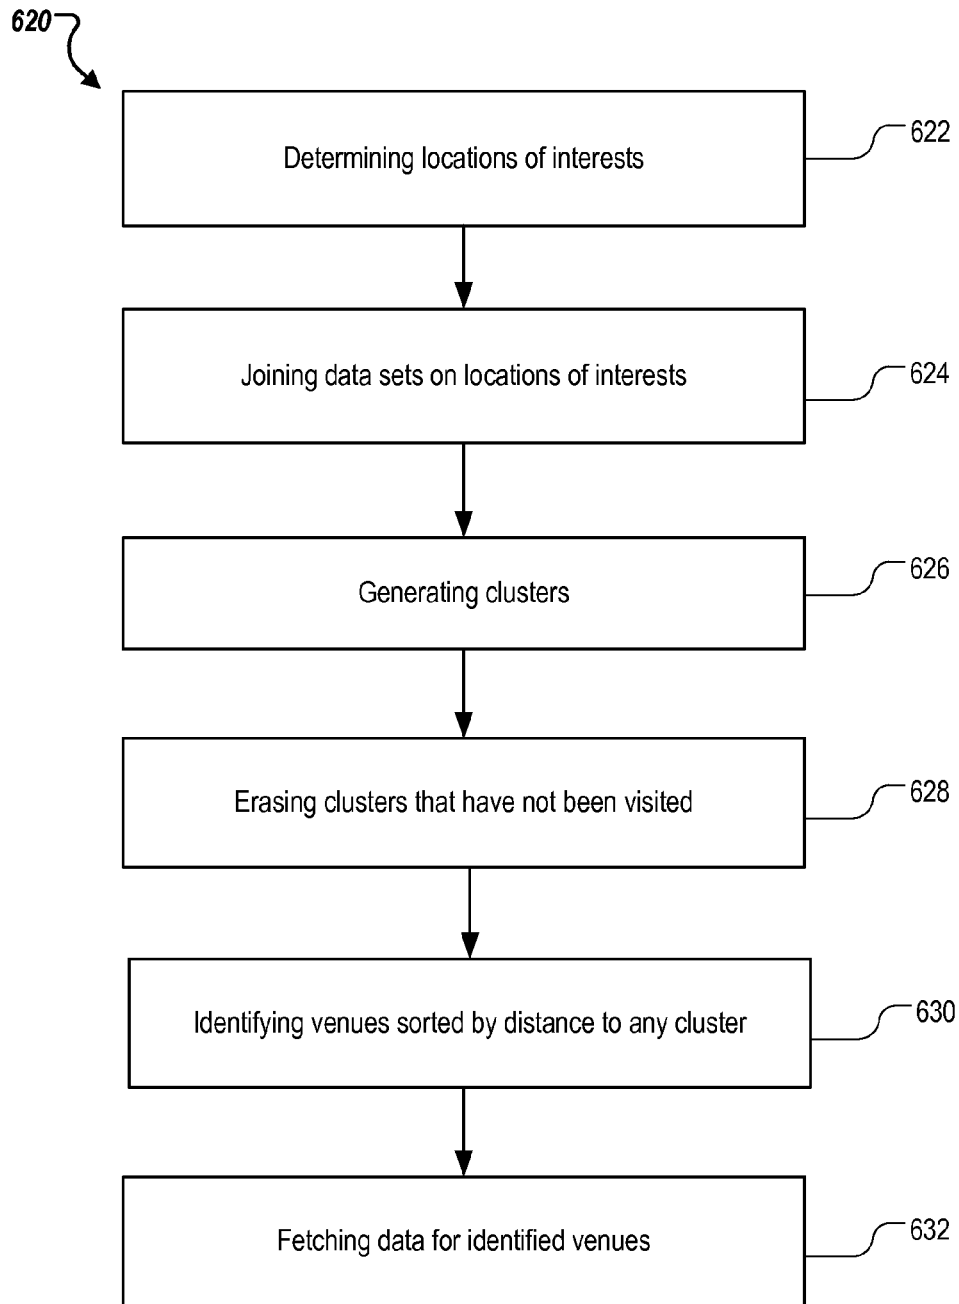 620
Determining locations of interests
622
Joining data sets on locations of interests
624
Generating clusters
626
Erasing clusters that have not been visited
628
Identifying venues sorted by distance to any cluster
630
Fetching data for identified venues
632